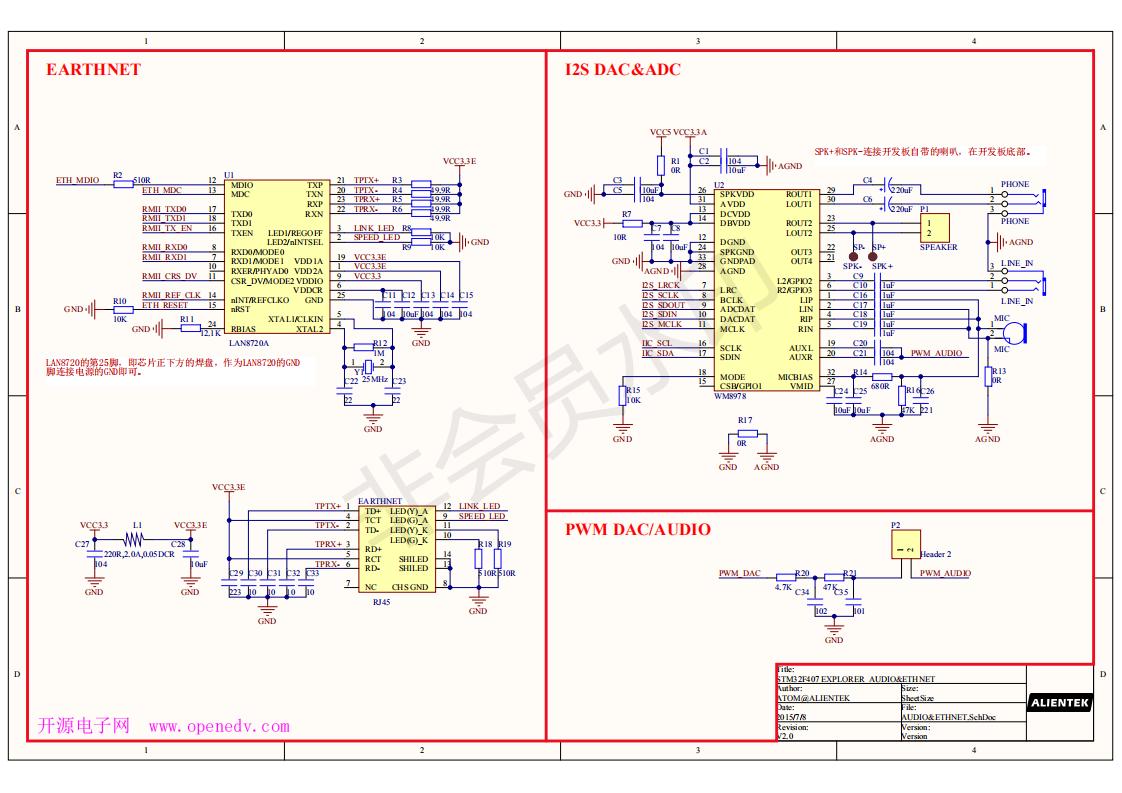 1 2 3 4
EARTHNET
I2S DAC&ADC
A
A
VCC5 VCC3.3A
SPK+和SPK-连接开发板自带的喇叭，在开发板底部。
R1
0R
C1
C2
104
10uF
AGND
VCC3.3E
ETH_MDIO R2 510R
ETH_MDC
RMII_TXD0
RMII_TXD1
RMII_TX_EN
RMII_RXD0
RMII_RXD1
RMII_CRS_DV
RMII_REF_CLK
ETH_RESET
GND R10 10K
GND R11 12.1K
U1
12 MDIO TXP 21 TPTX+ R3
13 MDC TXN 20 TPTX- R4 49.9R
RXP 23 TPRX+ R5 49.9R
17 TXD0 RXN 22 TPRX- R6 49.9R
18 TXD1 49.9R
16 TXEN LED1/REGOFF 3 LINK_LED R8 10K
LED2/nINTSEL 2 SPEED_LED R9 10K
GND
8 RXD0/MODE0
7 RXD1/MODE1 VDD1A 19 VCC3.3E
10 RXER/PHYAD0 VDD2A 1 VCC3.3E
11 CSR_DV/MODE2 VDDIO 9 VCC3.3
VDDCR 6
14 nINT/REFCLKO GND 25
15 nRST
XTAL1/CLKIN 5
24 RBIAS XTAL2 4
LAN8720A
C11 C12 C13 C14 C15
104 10uF 104 104 104
GND
R12
1M
1 2
Y1 25MHz
C22 C23
22 22
GND
LAN8720的第25脚，即芯片正下方的焊盘，作为LAN8720的GND
脚连接电源的GND即可。
GND C3 10uF
C5 104
VCC3.3 R7 10R
C7 C8
104 10uF
GND
AGND
I2S_LRCK
I2S_SCLK
I2S_SDOUT
I2S_SDIN
I2S_MCLK
IIC_SCL
IIC_SDA
R15
10K
GND
U2
26 SPKVDD ROUT1 29
31 AVDD LOUT1 30
13 DCVDD
14 DBVDD ROUT2 23
LOUT2 25
12 DGND
24 SPKGND OUT3 22
33 GNDPAD OUT4 21
28 AGND
L2/GPIO2 3
7 LRC R2/GPIO3 6
8 BCLK LIP 1
9 ADCDAT LIN 2
10 DACDAT RIP 4
11 MCLK RIN 5
16 SCLK AUXL 19
17 SDIN AUXR 20
18 MODE MICBIAS 32
15 CSB/GPIO1 VMID 27
WM8978
C4 220uF
C6 220uF
PHONE
1
2
3
PHONE
AGND
P1
1
2
SPEAKER
SP- SP+
SPK- SPK+
C9 1uF
C10 1uF
C16 1uF
C17 1uF
C18 1uF
C19 1uF
C20 104
C21 104
PWM_AUDIO
LINE_IN
3
2
1
LINE_IN
MIC
1
2
MIC
R13
0R
AGND
R14
680R
C24 C25
10uF 10uF
R16
47K
C26
221
AGND
R17
0R
GND AGND
B
B
C
C
非会员水印
VCC3.3E
VCC3.3 L1 VCC3.3E
220R,2.0A,0.05DCR
C27 104
C28 10uF
GND GND
EARTHNET
TPTX+ 1 TD+ LED(Y)_A 12 LINK_LED
4 TCT LED(G)_A 9 SPEED_LED
TPTX- 2 TD- LED(Y)_K 11
LED(G)_K 10
TPRX+ 3 RD+
5 RCT SHILED 14
TPRX- 6 RD- SHILED 13
7 NC CHS GND 8
RJ45
R18 R19
510R 510R
GND
C29 C30 C31 C32 C33
223 10 10 10 10
GND
PWM DAC/AUDIO
P2
1 2
Header 2
PWM_DAC R20 R21 PWM_AUDIO
4.7K 47K
C34 C35
102 101
GND
D
D
Title:
STM32F407 EXPLORER AUDIO&ETHNET
Author: Size:
ATOM@ALIENTEK SheetSize
Date: File:
2015/7/8 AUDIO&ETHNET.SchDoc
Revision: Version:
V2.0 Version
ALIENTEK
开源电子网 www.openedv.com
1 2 3 4